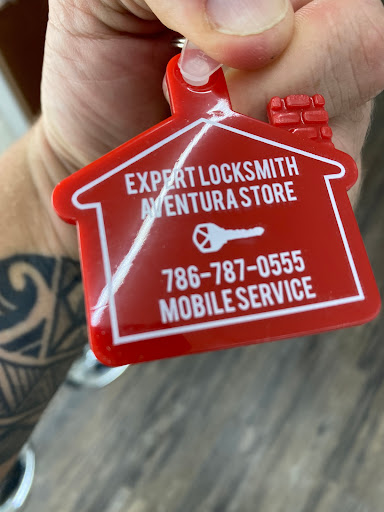 EXPERT LOCKSMITH
AVENTURA STORE
786-787-0555
MOBILE SERVICE